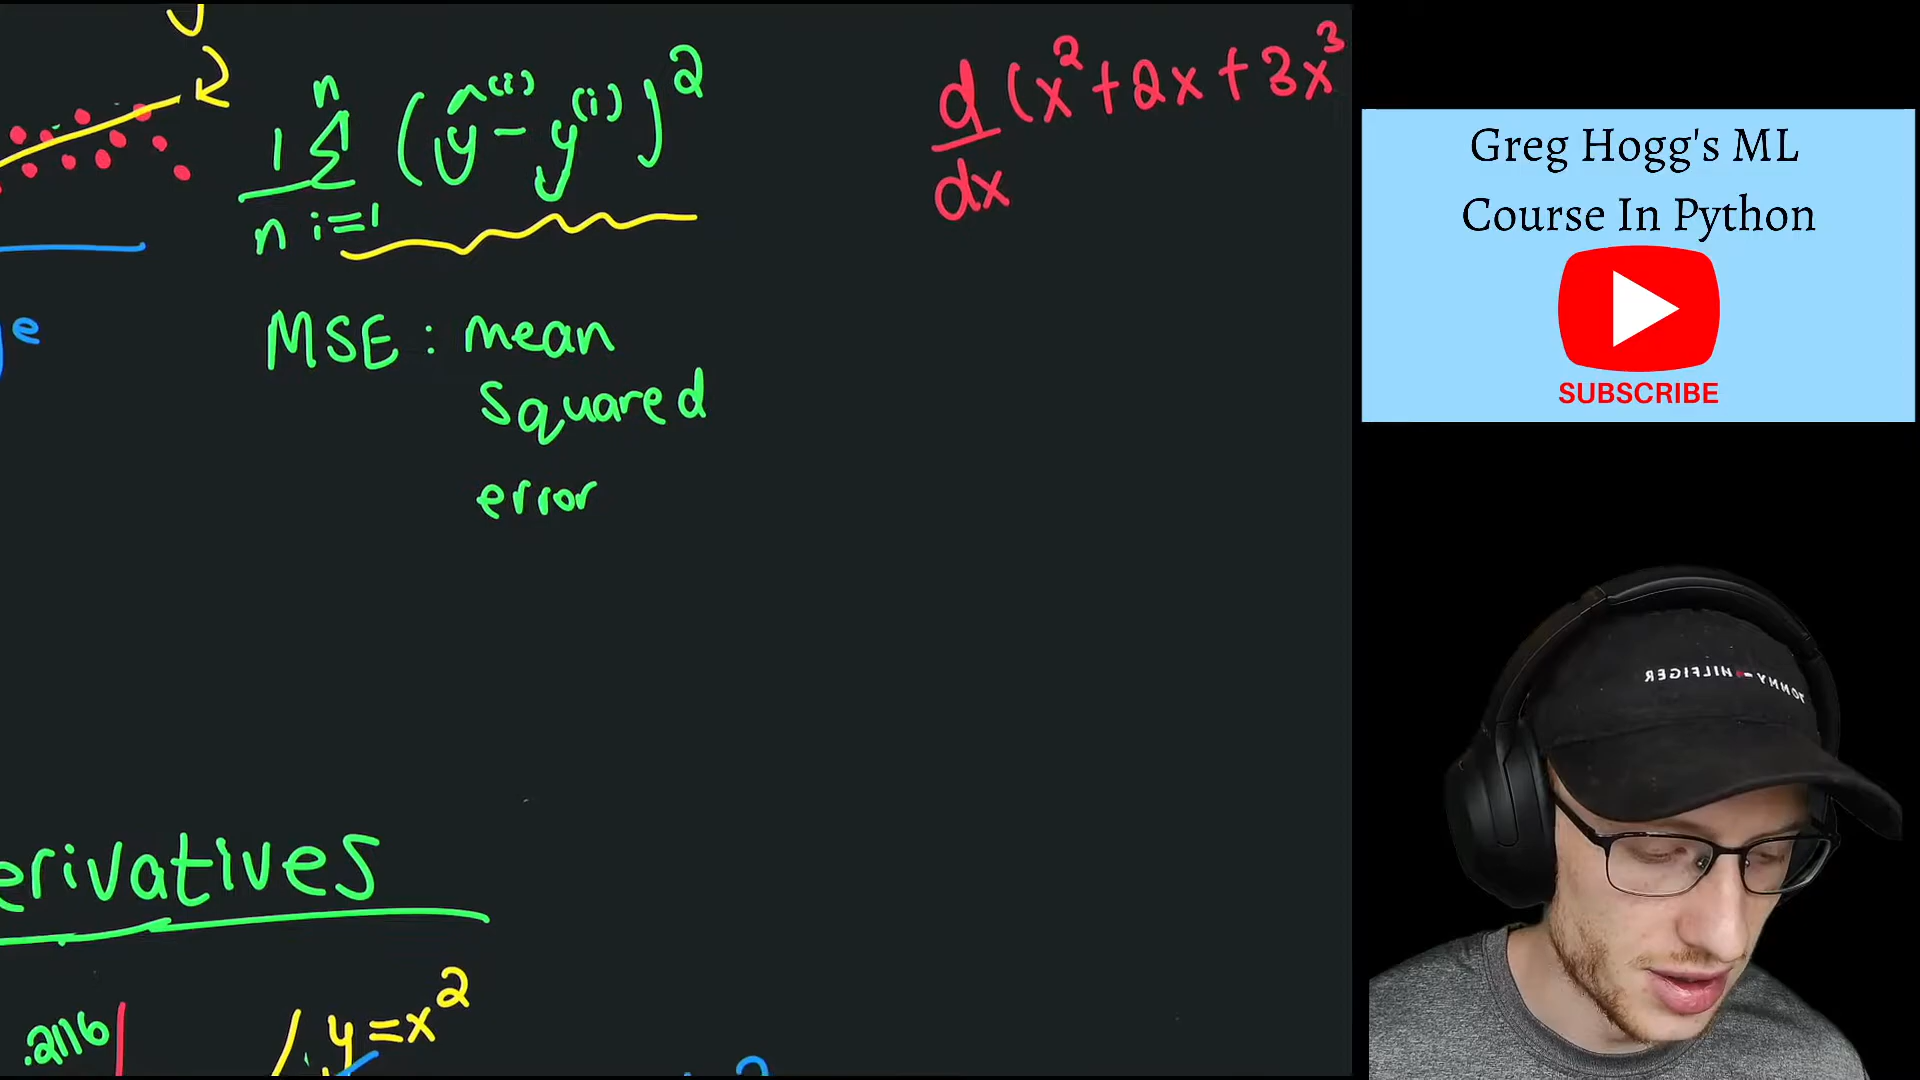 1/n Σ i=1 n (ŷ⁽ⁱ⁾ − y⁽ⁱ⁾)²
MSE : mean
squared
error
d/dx (x² + 2x + 3x³
e
erivatives
.2116
y = x²
2
Greg Hogg's ML
Course In Python
SUBSCRIBE
TOMMY HILFIGER